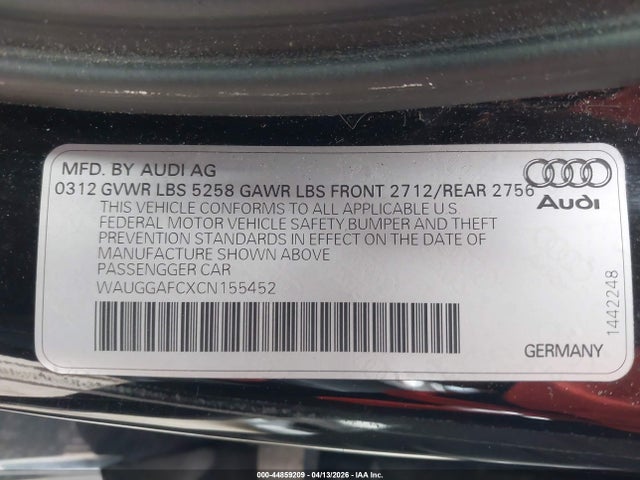 MFD. BY AUDI AG
0312 GVWR LBS 5258 GAWR LBS FRONT 2712/REAR 2756
THIS VEHICLE CONFORMS TO ALL APPLICABLE U.S
FEDERAL MOTOR VEHICLE SAFETY BUMPER AND THEFT
PREVENTION STANDARDS IN EFFECT ON THE DATE OF
MANUFACTURE SHOWN ABOVE
PASSENGGER CAR
WAUGGAFCXCN155452
Audi
1442248
GERMANY
000-44859209 - 04/13/2026 - IAA Inc.